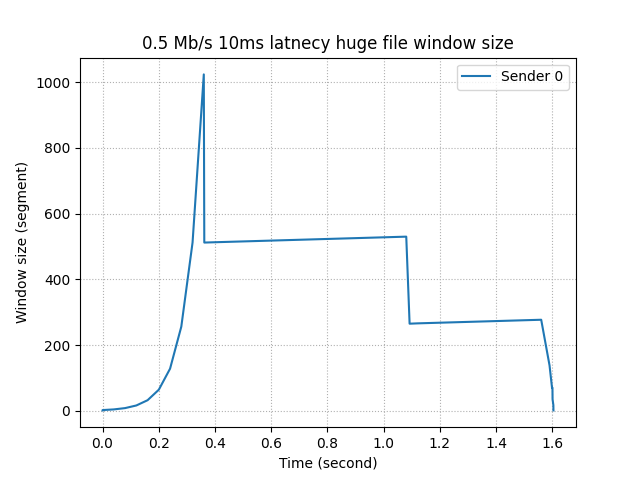 0.5 Mb/s 10ms latnecy huge file window size
Sender 0
Window size (segment)
1000
800
600
400
200
0
0.0 0.2 0.4 0.6 0.8 1.0 1.2 1.4 1.6
Time (second)